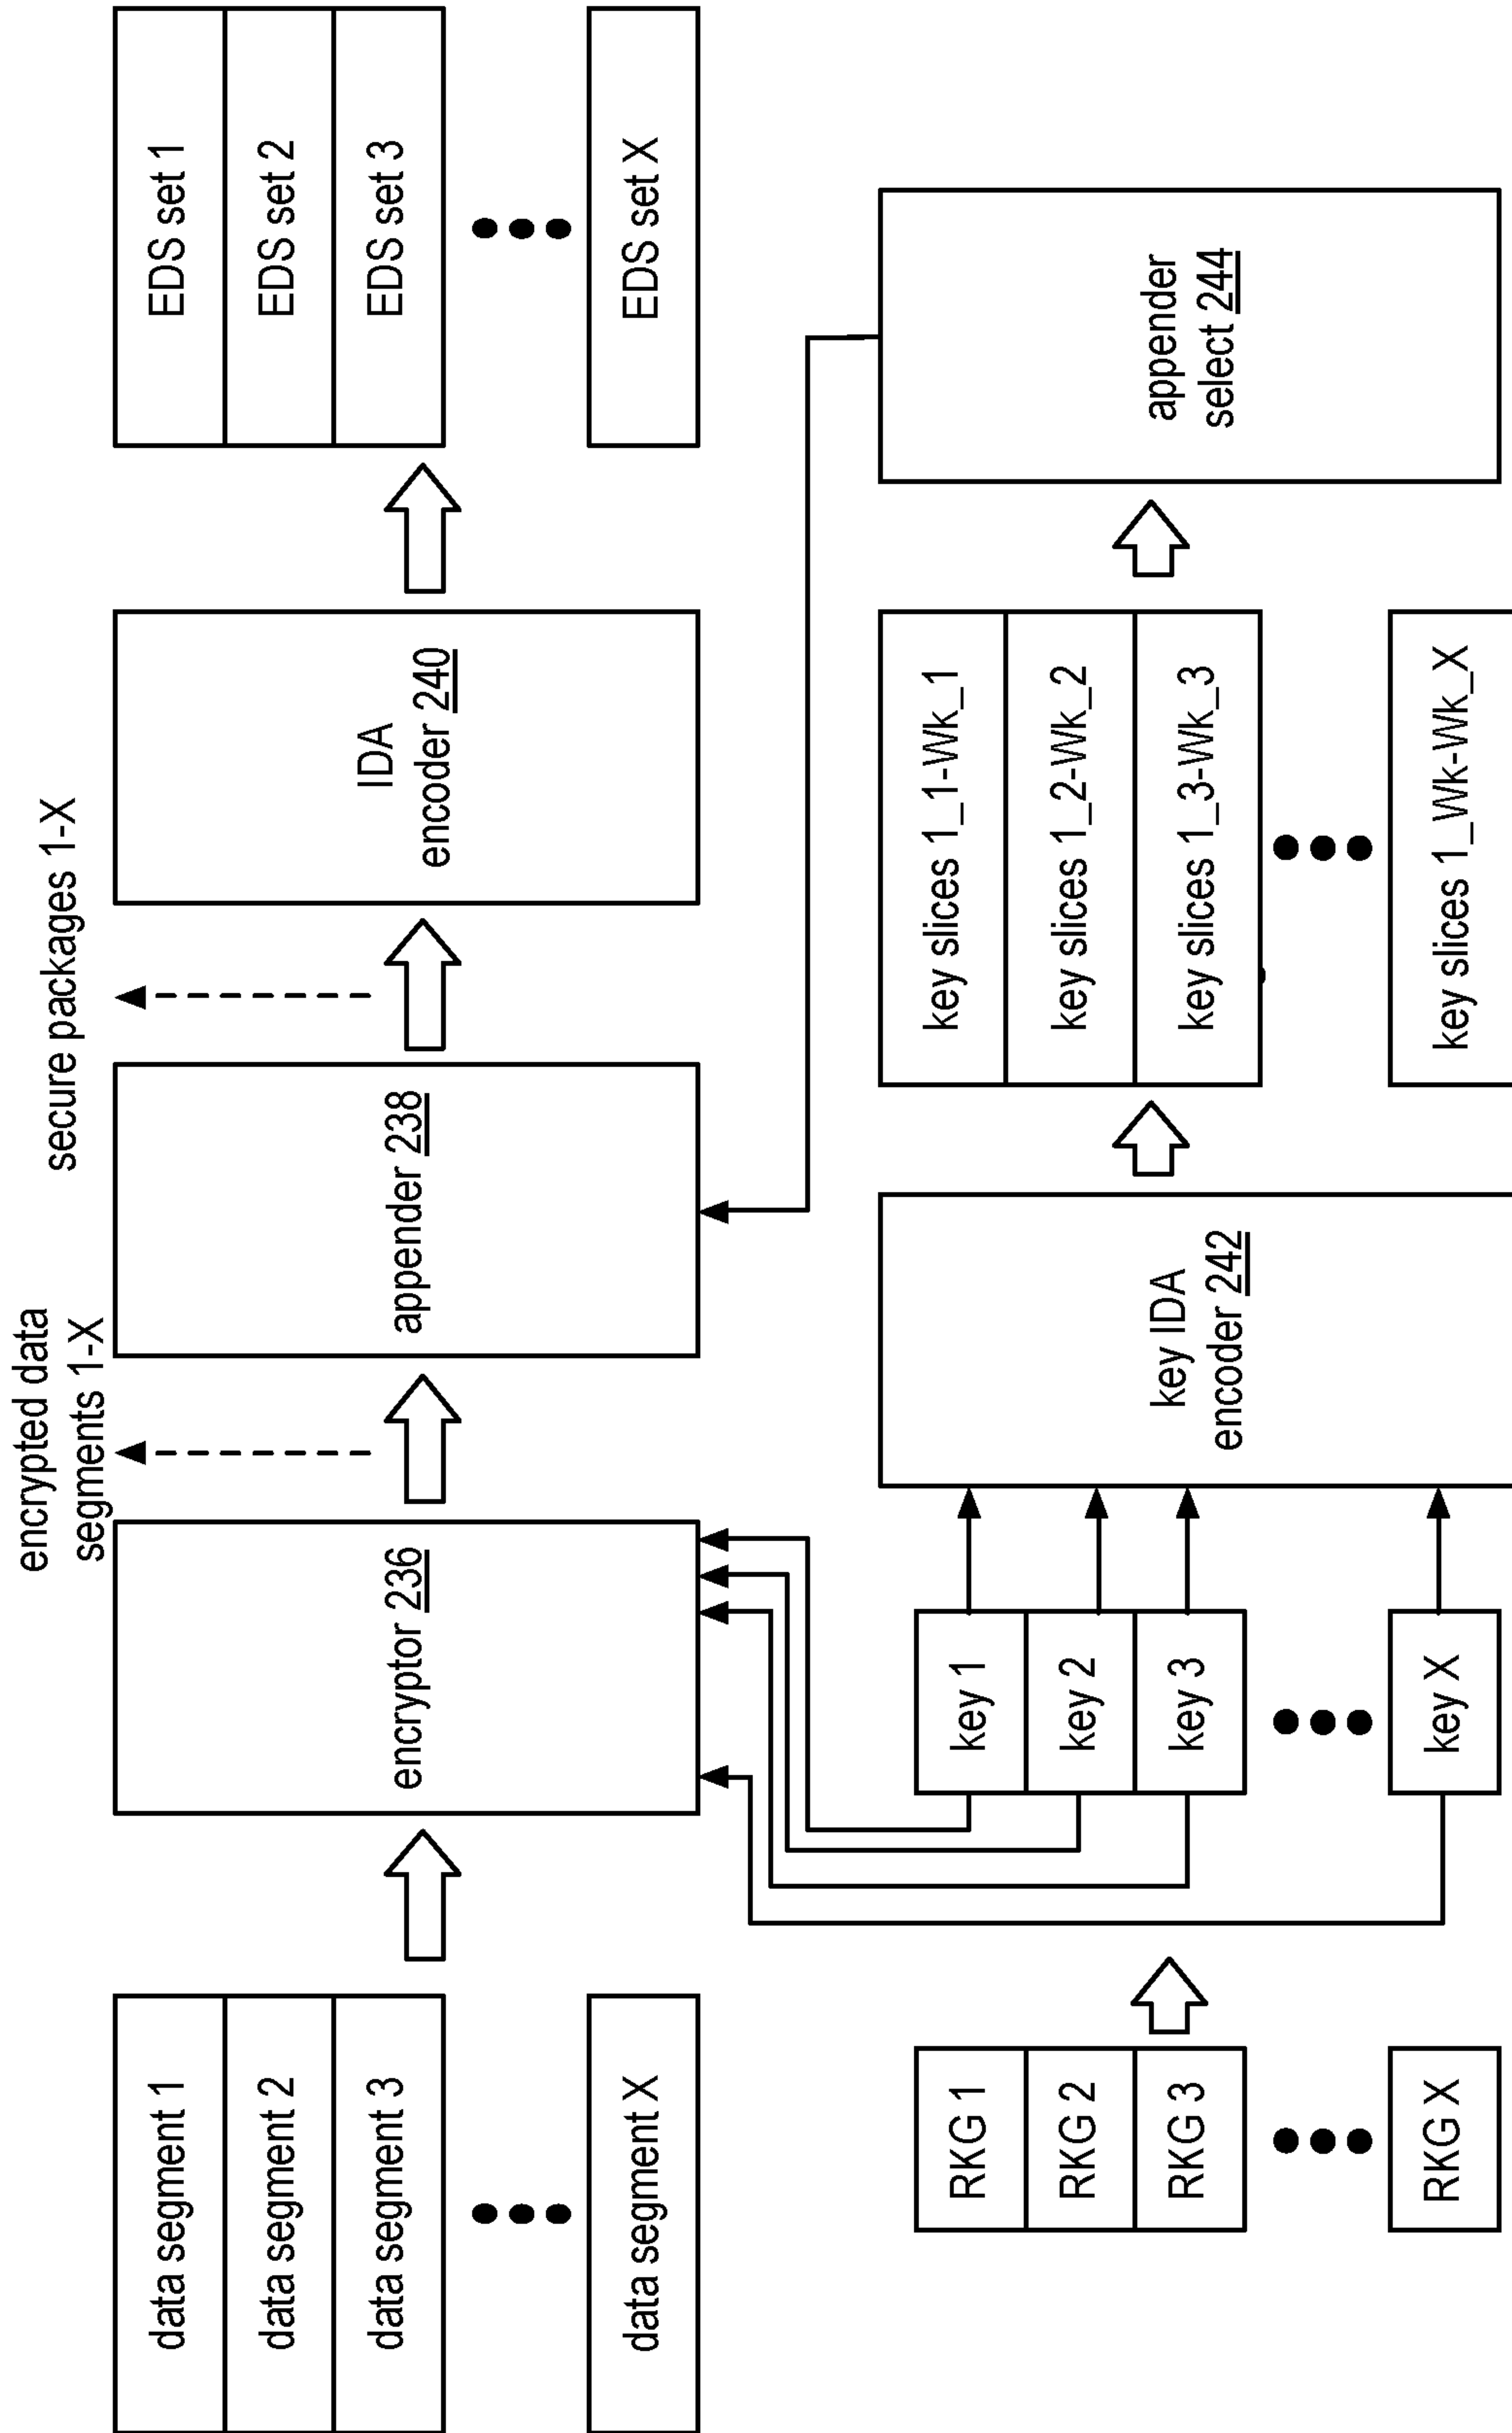 encrypted data
segments 1-X
secure packages 1-X
data segment 1
data segment 2
data segment 3
data segment X
encryptor 236
appender 238
IDA
encoder 240
EDS set 1
EDS set 2
EDS set 3
EDS set X
RKG 1
RKG 2
RKG 3
RKG X
key 1
key 2
key 3
key X
key IDA
encoder 242
key slices 1_1-Wk_1
key slices 1_2-Wk_2
key slices 1_3-Wk_3
key slices 1_Wk-Wk_X
appender
select 244